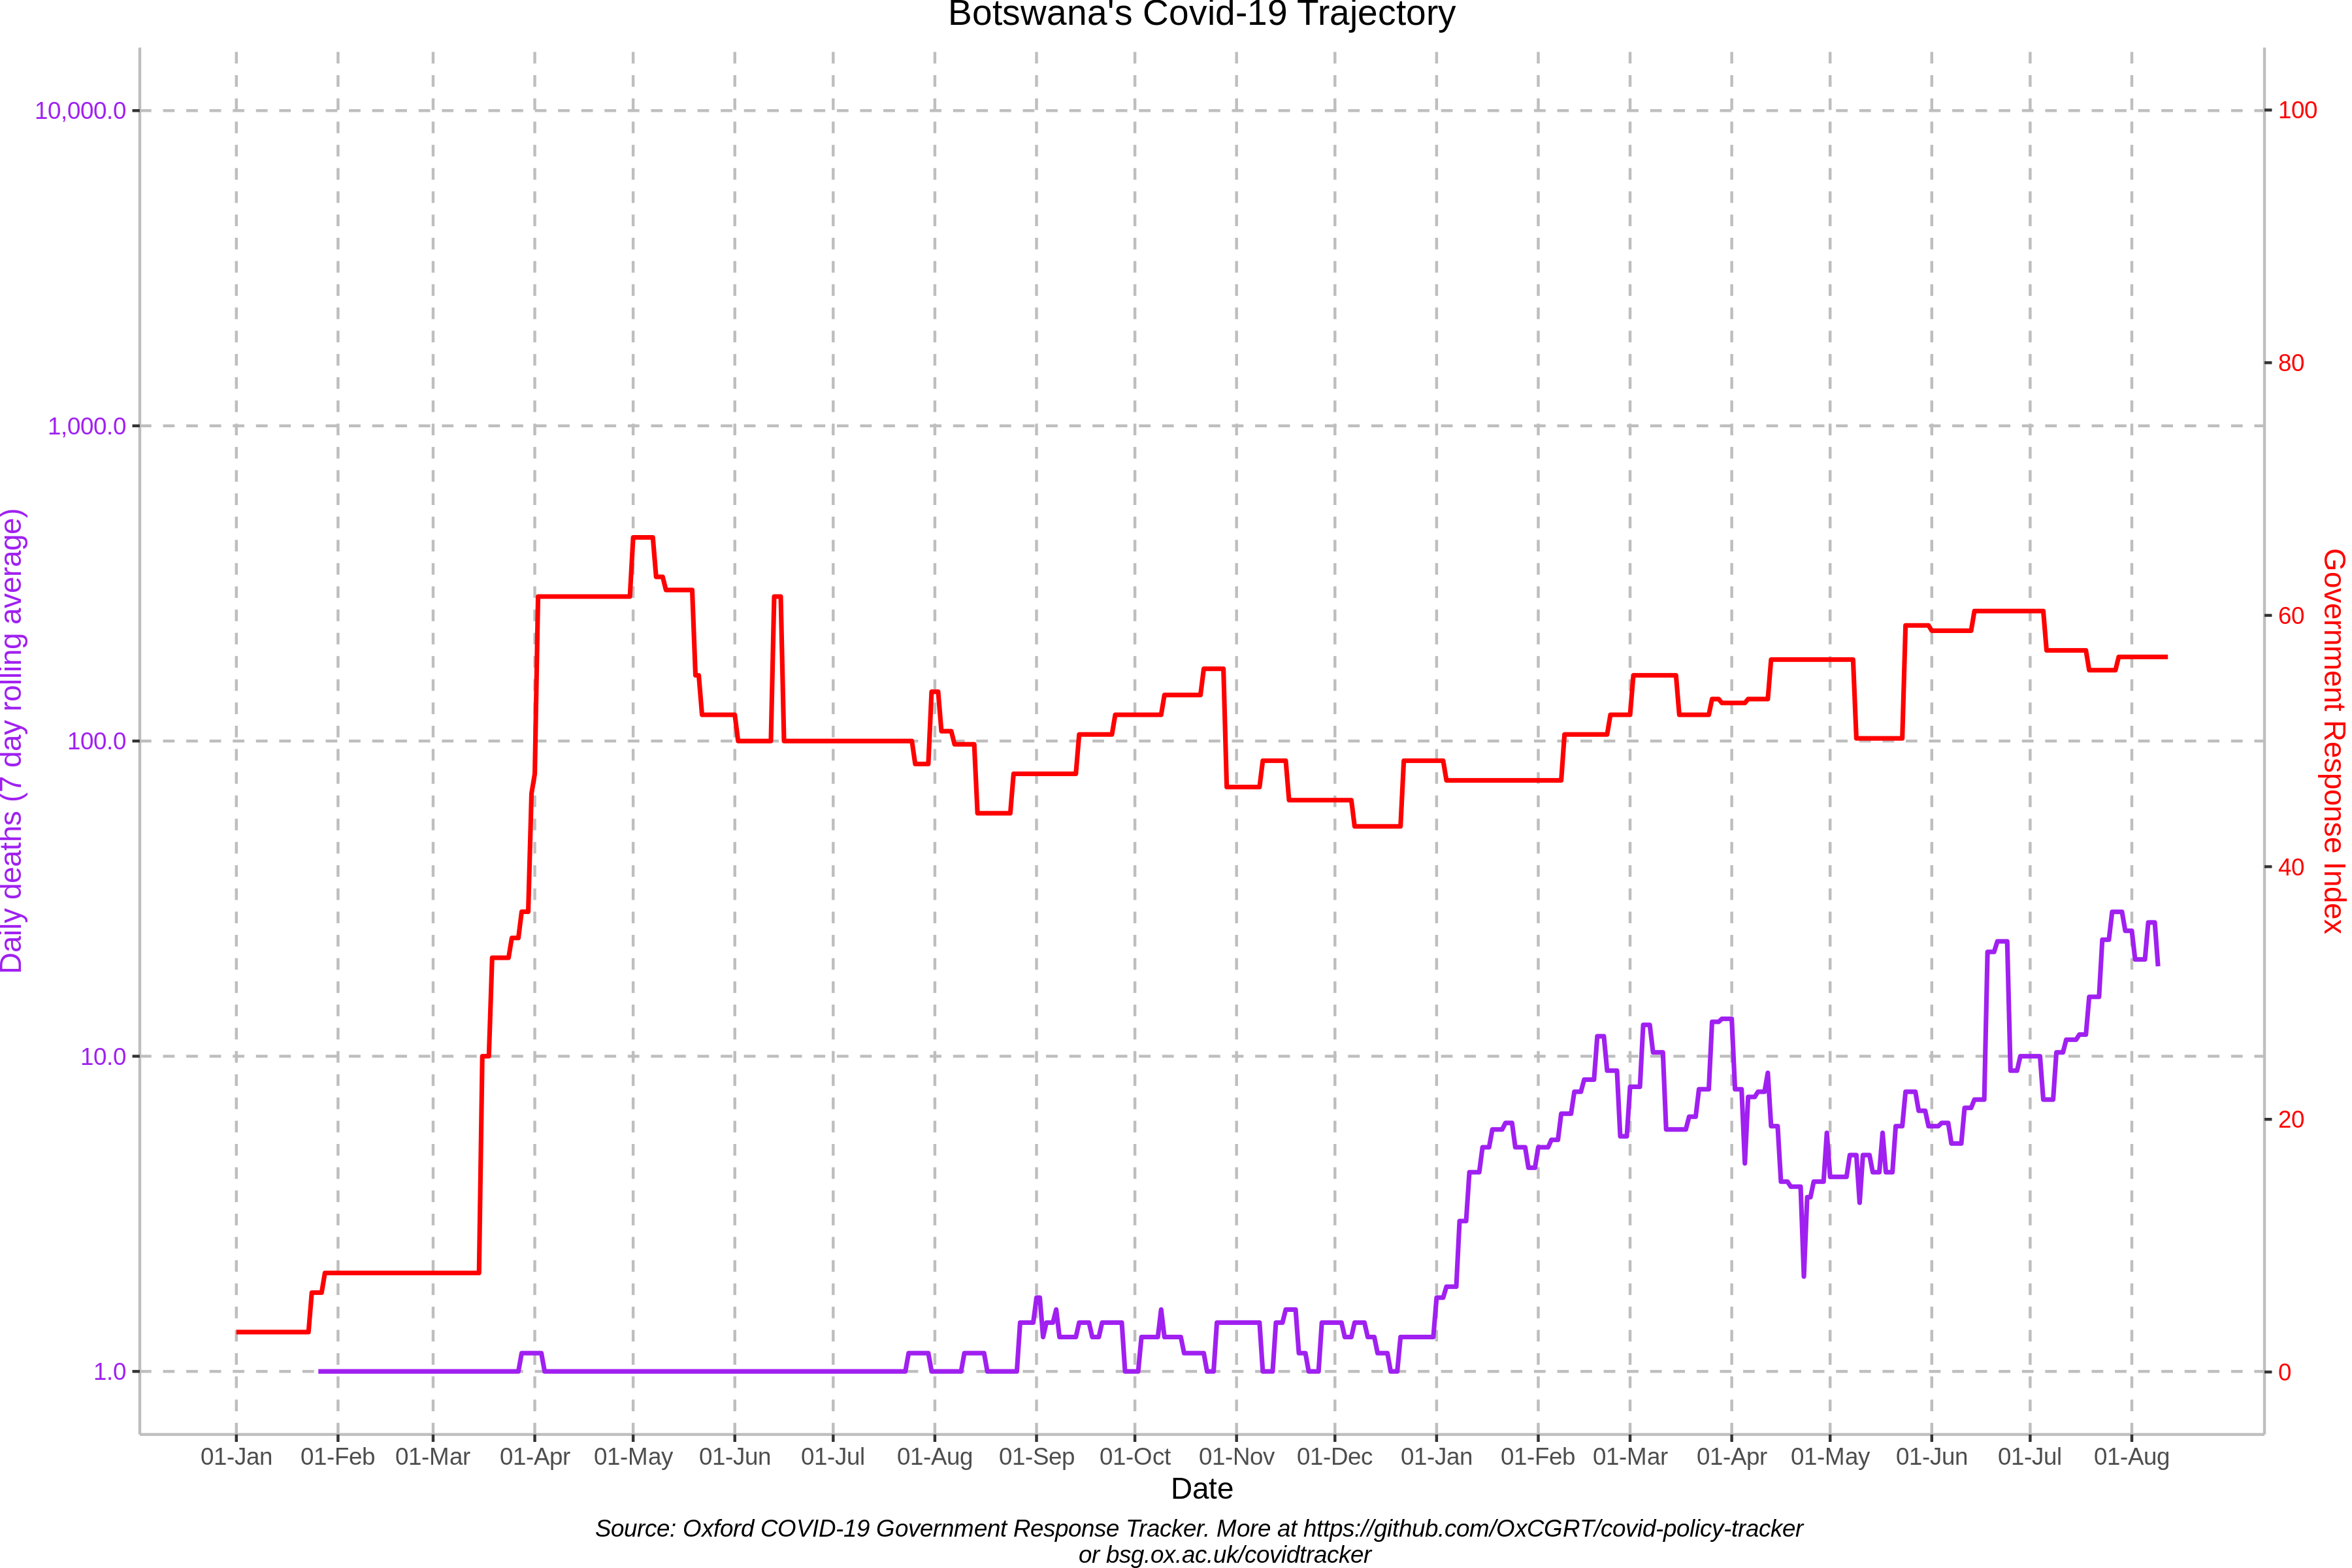 Botswana's Covid-19 Trajectory
10,000.0
1,000.0
100.0
10.0
1.0
Daily deaths (7 day rolling average)
100
80
60
40
20
0
Government Response Index
01-Jan 01-Feb 01-Mar 01-Apr 01-May 01-Jun 01-Jul 01-Aug 01-Sep 01-Oct 01-Nov 01-Dec 01-Jan 01-Feb 01-Mar 01-Apr 01-May 01-Jun 01-Jul 01-Aug
Date
Source: Oxford COVID-19 Government Response Tracker. More at https://github.com/OxCGRT/covid-policy-tracker
or bsg.ox.ac.uk/covidtracker